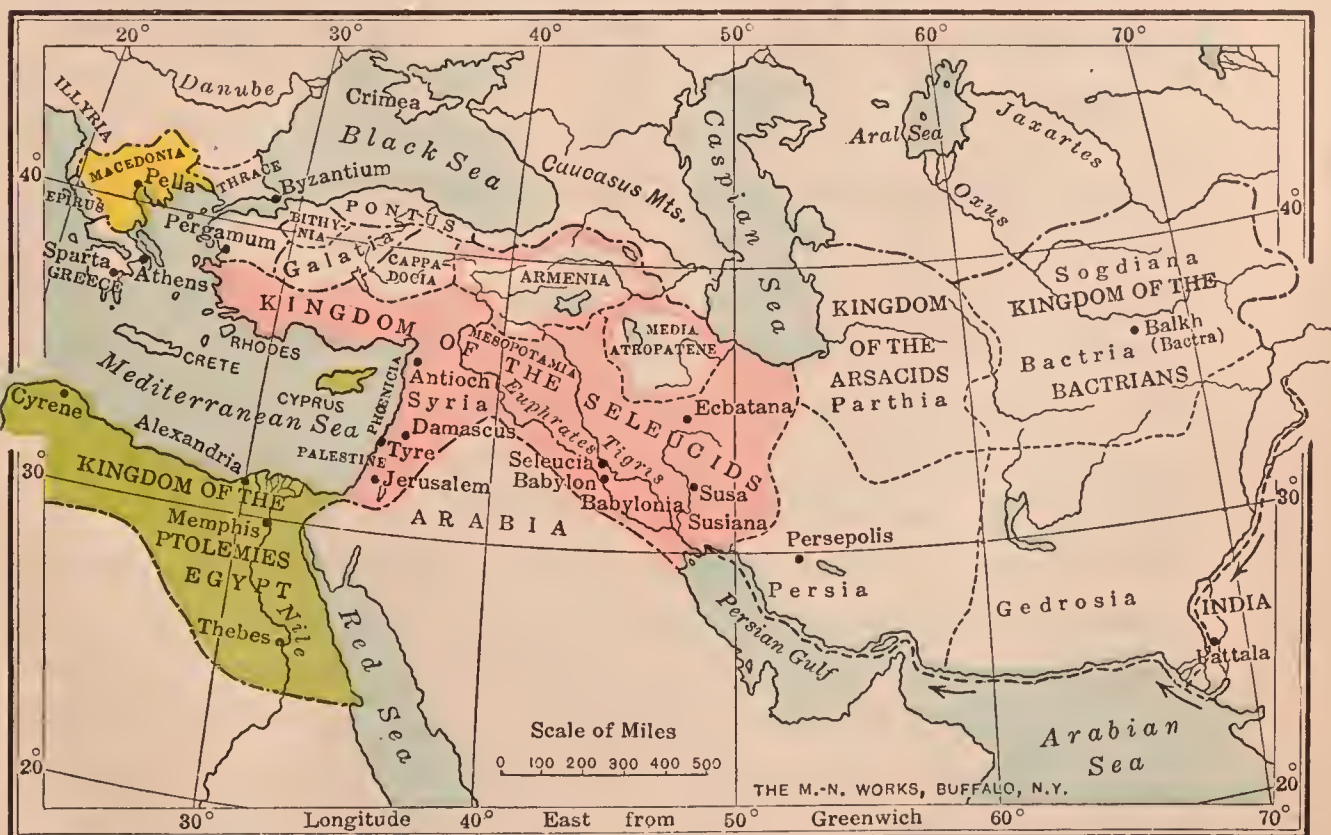 20° 30° 40° 50° 60° 70°
ILLYRIA
Danube
Crimea
Black Sea
Caucasus Mts.
Caspian Sea
Aral Sea
Jaxartes
Oxus
40°
MACEDONIA
Pella
THRACE
Byzantium
EPIRUS
PONTUS
BITHY-
NIA
Pergamum
Galatia
CAPPA-
DOCIA
ARMENIA
40°
Sparta
GREECE
Athens
KINGDOM OF THE SELEUCIDS
MESOPOTAMIA
MEDIA
ATROPATENE
KINGDOM
OF THE
ARSACIDS
Parthia
Sogdiana
KINGDOM OF THE
Balkh
(Bactra)
Bactria
BACTRIANS
RHODES
CRETE
Mediterranean Sea
CYPRUS
PHŒNICIA
Antioch
Syria
Damascus
Euphrates
Tigris
Ecbatana
Cyrene
Alexandria
PALESTINE
Tyre
Jerusalem
Seleucia
Babylon
Babylonia
Susa
Susiana
30°
30°
KINGDOM OF THE
Memphis
PTOLEMIES
EGYPT
Nile
Thebes
ARABIA
Red Sea
Persepolis
Persia
Persian Gulf
Gedrosia
INDIA
Pattala
Arabian
Sea
Scale of Miles
0 100 200 300 400 500
20°
20°
THE M.-N. WORKS, BUFFALO, N.Y.
30° Longitude 40° East from 50° Greenwich 60° 70°